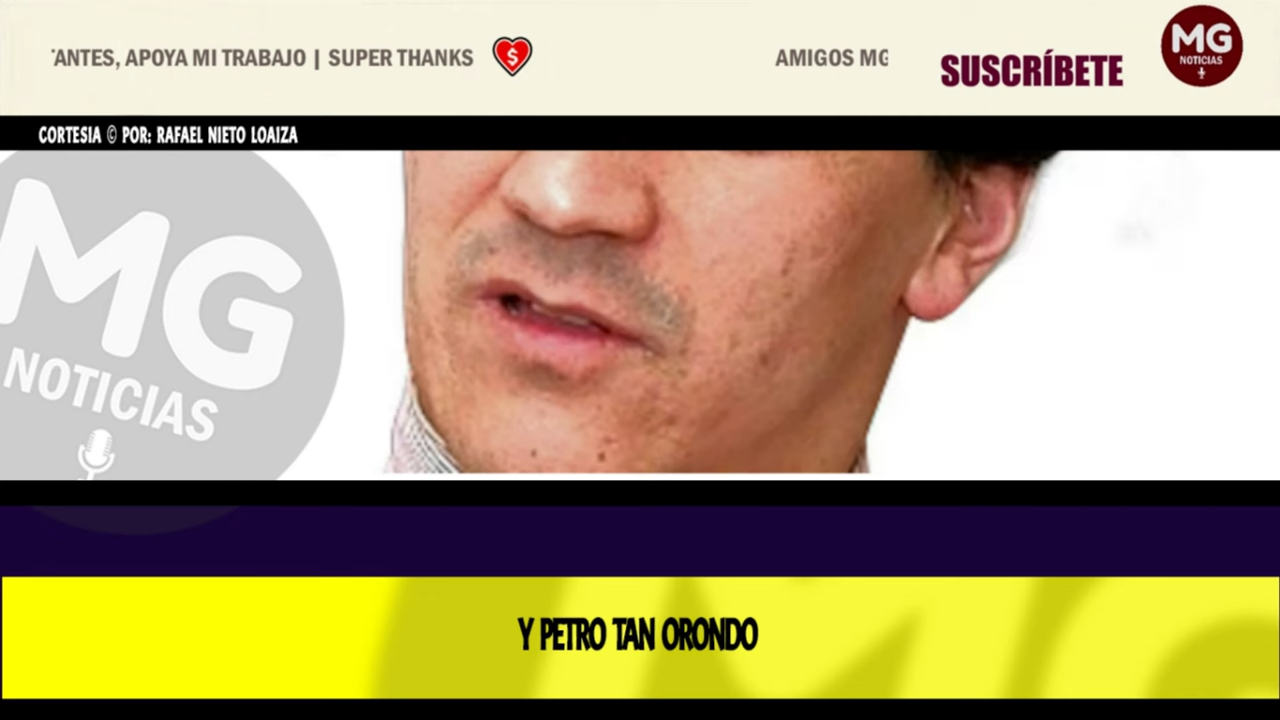 'ANTES, APOYA MI TRABAJO | SUPER THANKS $ AMIGOS MG
SUSCRÍBETE
MG
NOTICIAS
CORTESIA © POR: RAFAEL NIETO LOAIZA
MG
NOTICIAS
Y PETRO TAN ORONDO